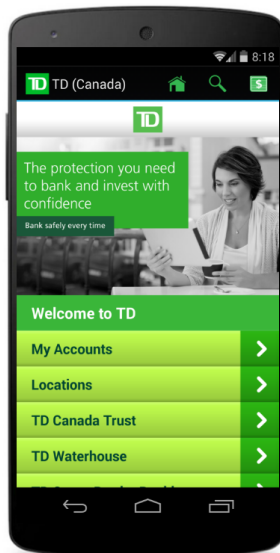 8:18
TD TD (Canada)
S
TD
The protection you need
to bank and invest with
confidence
Bank safely every time
Welcome to TD
My Accounts
Locations
TD Canada Trust
TD Waterhouse